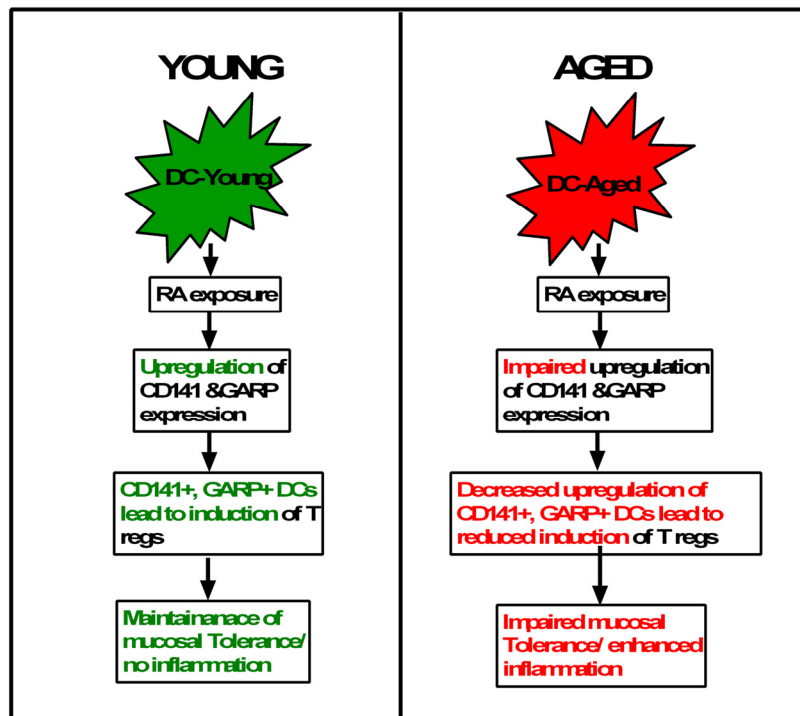 YOUNG
DC-Young
RA exposure
Upregulation of
CD141 &GARP
expression
CD141+, GARP+ DCs
lead to induction of T
regs
Maintainanace of
mucosal Tolerance/
no inflammation
AGED
DC-Aged
RA exposure
Impaired upregulation
of CD141 &GARP
expression
Decreased upregulation of
CD141+, GARP+ DCs lead to
reduced induction of T regs
Impaired mucosal
Tolerance/ enhanced
inflammation